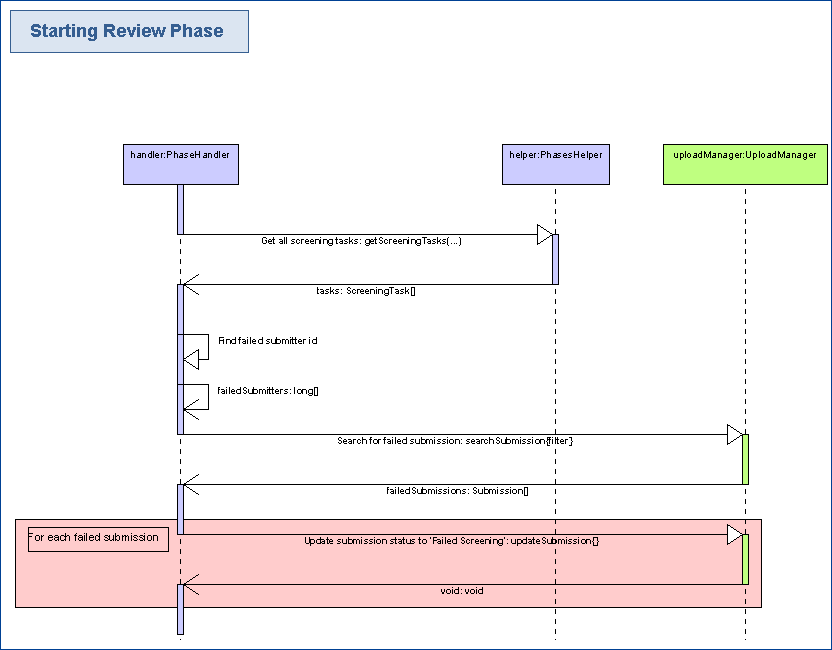 Starting Review Phase
handler:PhaseHandler
helper:PhasesHelper
uploadManager:UploadManager
Get all screening tasks: getScreeningTasks(...)
tasks: ScreeningTask[]
Find failed submitter id
failedSubmitters: long[]
Search for failed submission: searchSubmission{filter}
failedSubmissions: Submission[]
For each failed submission
Update submission status to 'Failed Screening': updateSubmission{}
void: void